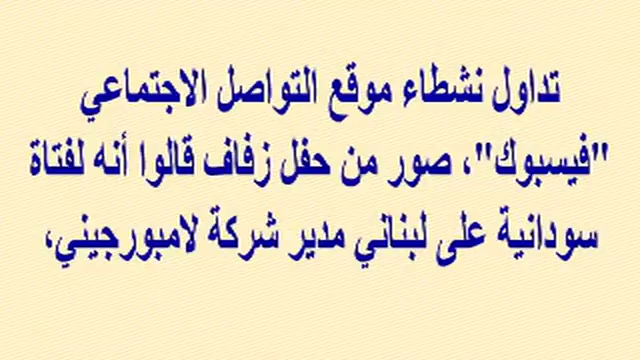 تداول نشطاء موقع التواصل الاجتماعي
"فيسبوك"، صور من حفل زفاف قالوا أنه لفتاة
سودانية على لبناني مدير شركة لامبورجيني،